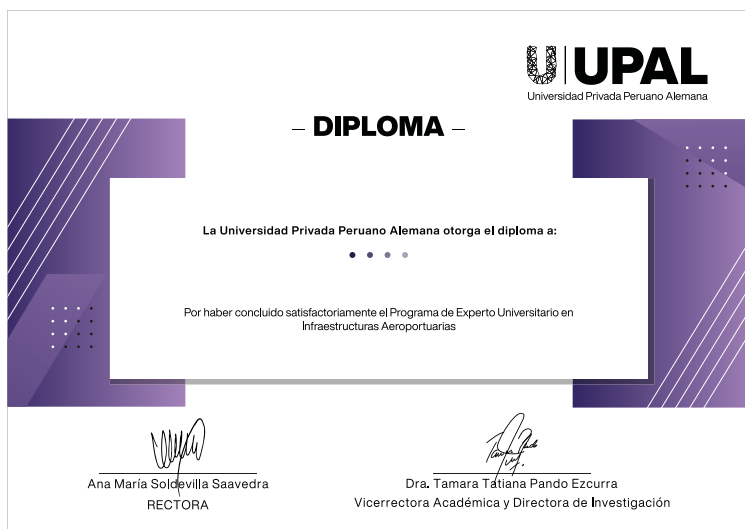 UPAL
Universidad Privada Peruano Alemana
– DIPLOMA –
La Universidad Privada Peruano Alemana otorga el diploma a:
Por haber concluido satisfactoriamente el Programa de Experto Universitario en
Infraestructuras Aeroportuarias
Ana María Soldevilla Saavedra
RECTORA
Dra. Tamara Tatiana Pando Ezcurra
Vicerrectora Académica y Directora de Investigación